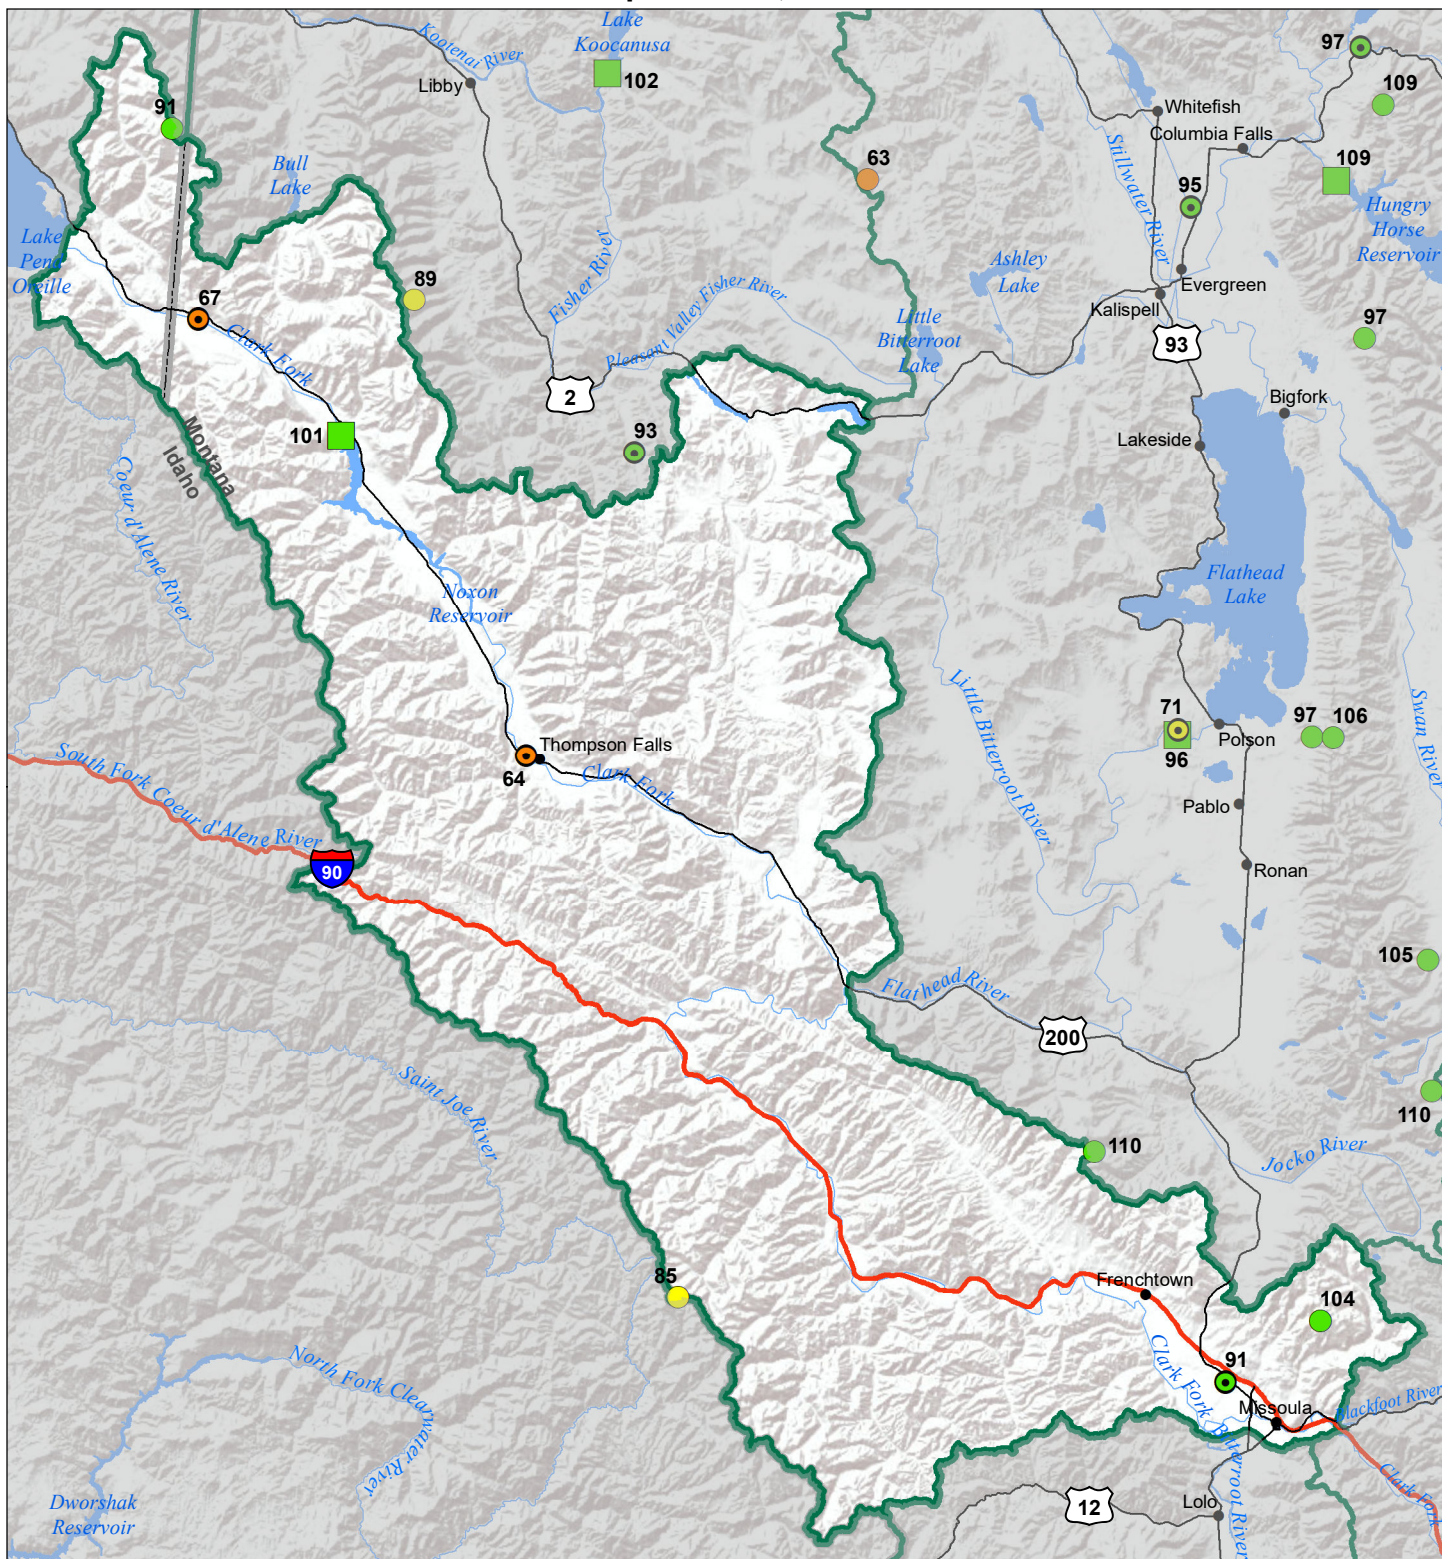 Lake
Koocanusa
Kootenai River
Libby
102
97
109
91
Whitefish
Columbia Falls
Stillwater River
63
109
Bull
Lake
95
Hungry
Horse
Reservoir
Lake
Pend
Oreille
67
89
Fisher River
Ashley
Lake
Evergreen
Kalispell
Pleasant Valley Fisher River
Little
Bitterroot
Lake
93
97
Clark Fork
2
Bigfork
101
93
Lakeside
Montana
Idaho
Coeur d'Alene River
Noxon
Reservoir
Flathead
Lake
Little Bitterroot River
Swan River
71
96
97
106
Polson
Thompson Falls
64
Clark Fork
South Fork Coeur d'Alene River
Pablo
90
Ronan
105
Flathead River
200
Saint Joe River
110
110
Jocko River
85
Frenchtown
104
North Fork Clearwater River
91
Clark Fork
Missoula
Blackfoot River
Bitterroot River
Clark Fork
Dworshak
Reservoir
12
Lolo